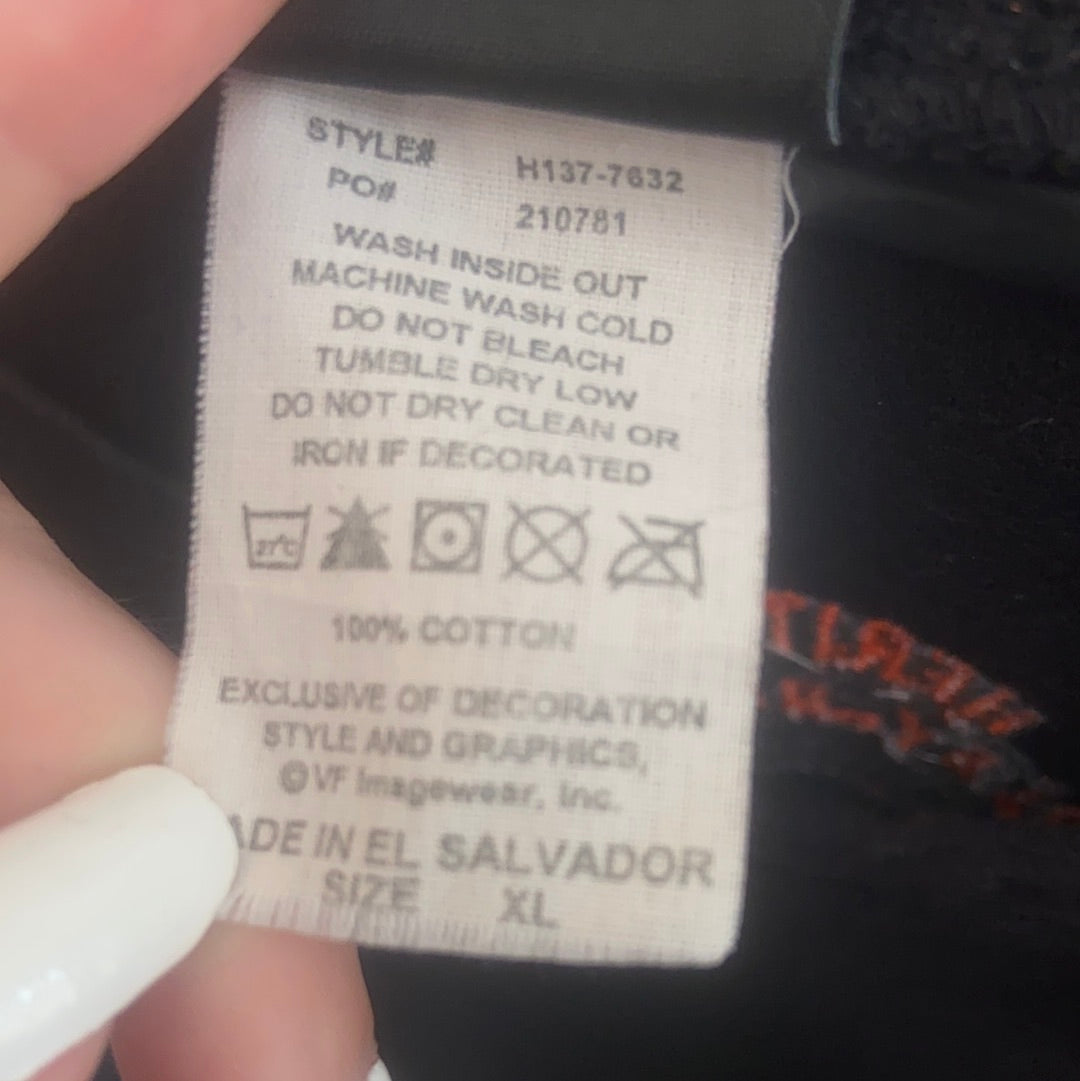 STYLE# H137-7632
PO# 210781
WASH INSIDE OUT
MACHINE WASH COLD
DO NOT BLEACH
TUMBLE DRY LOW
DO NOT DRY CLEAN OR
IRON IF DECORATED
27°C
100% COTTON
EXCLUSIVE OF DECORATION
STYLE AND GRAPHICS,
© VF Imagewear, Inc.
ADE IN EL SALVADOR
SIZE XL